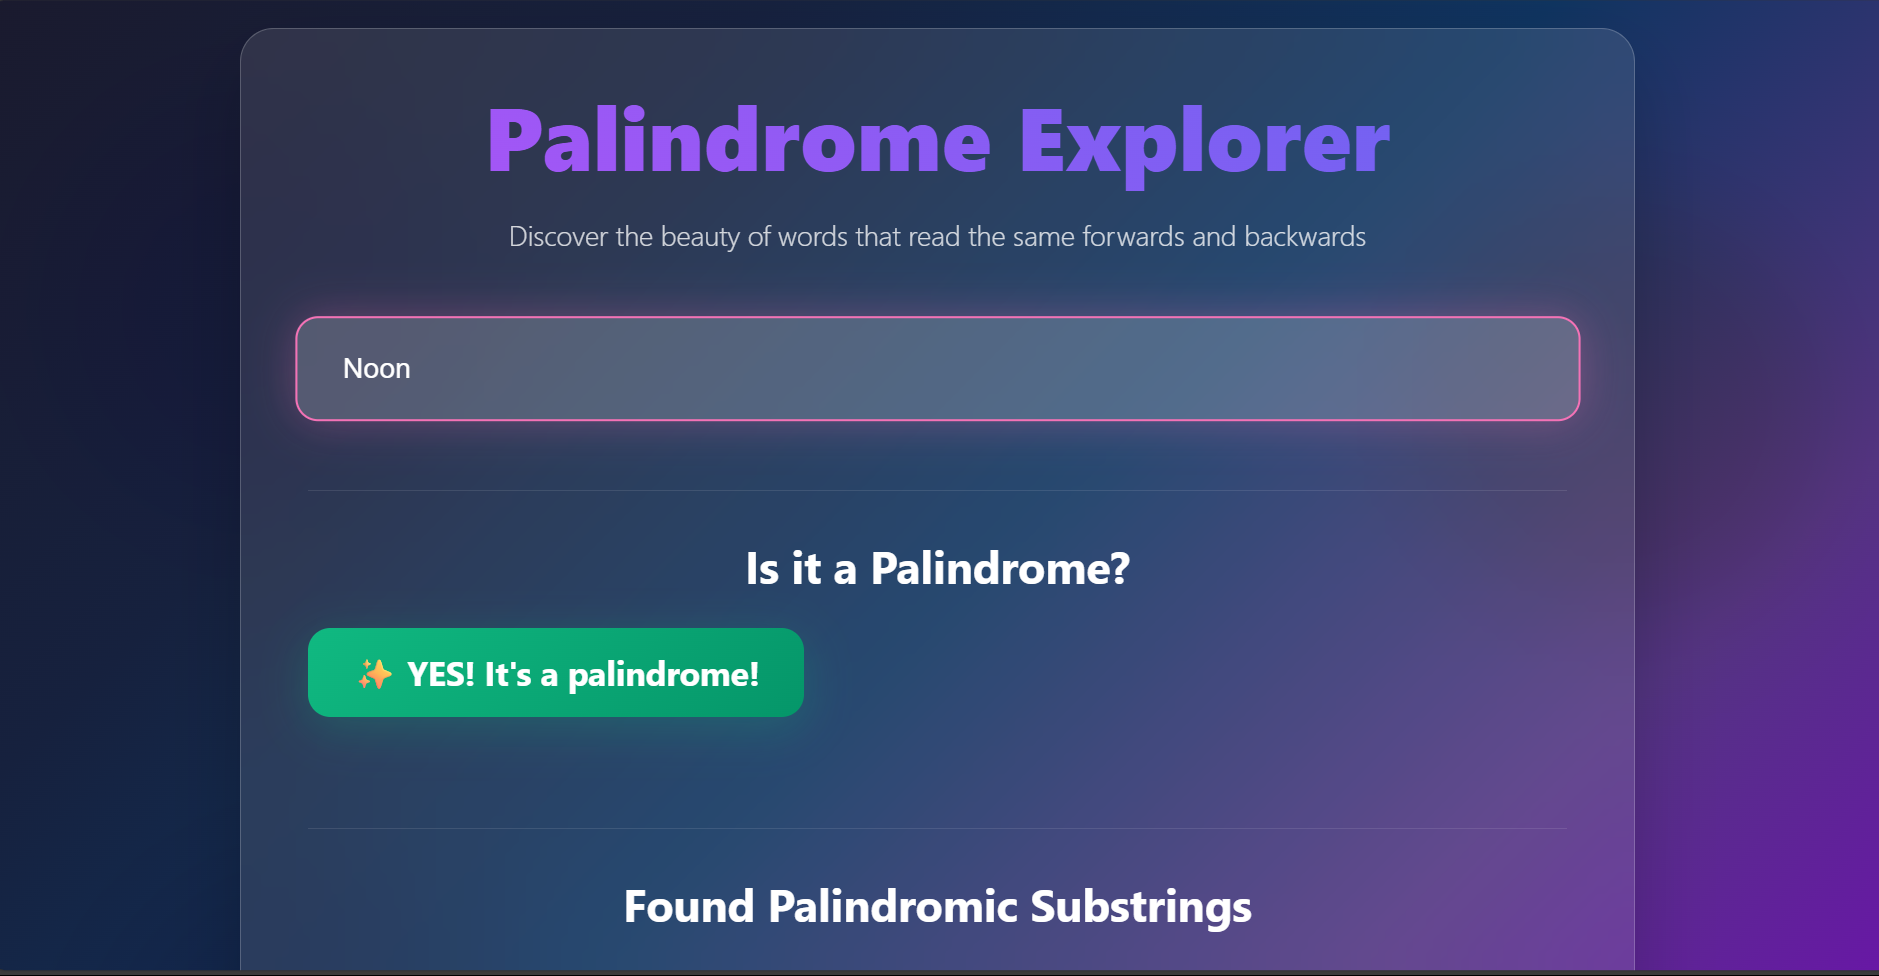 Palindrome Explorer
Discover the beauty of words that read the same forwards and backwards
Noon
Is it a Palindrome?
✨ YES! It's a palindrome!
Found Palindromic Substrings